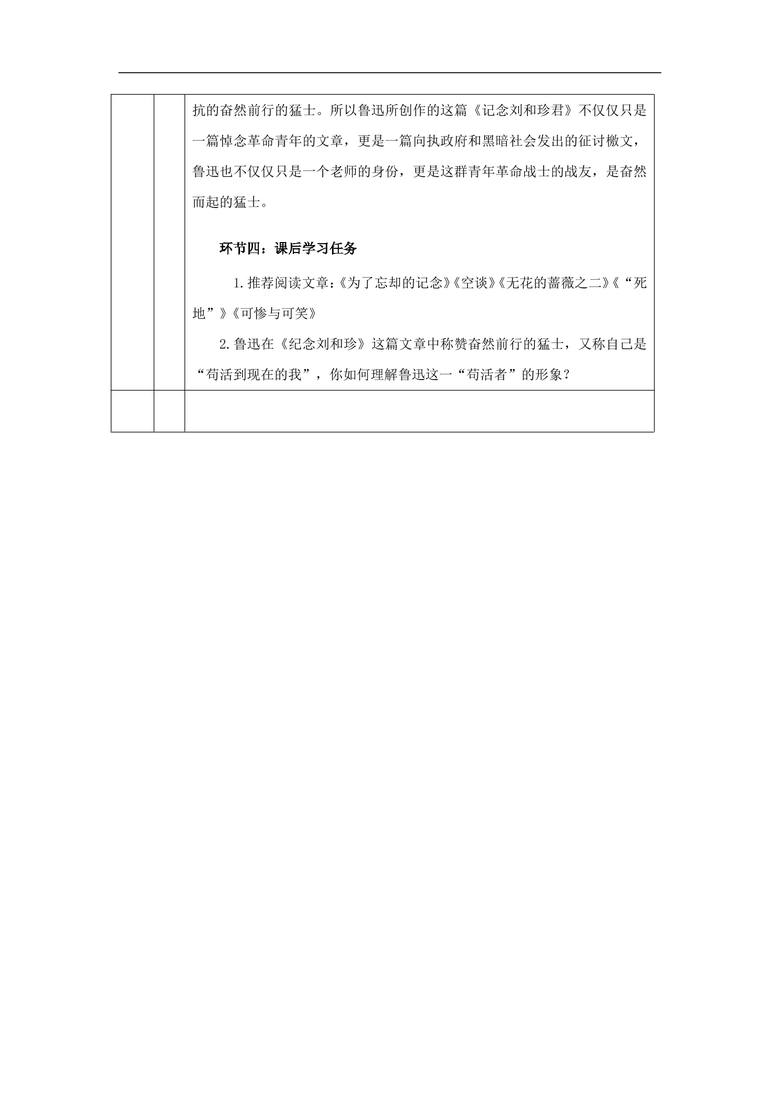 抗的奋然前行的猛士。所以鲁迅所创作的这篇《记念刘和珍君》不仅仅只是
一篇悼念革命青年的文章，更是一篇向执政府和黑暗社会发出的征讨檄文，
鲁迅也不仅仅只是一个老师的身份，更是这群青年革命战士的战友，是奋然
而起的猛士。
环节四：课后学习任务
1.推荐阅读文章：《为了忘却的记念》《空谈》《无花的蔷薇之二》《“死
地”》《可惨与可笑》
2.鲁迅在《纪念刘和珍》这篇文章中称赞奋然前行的猛士，又称自己是
“苟活到现在的我”，你如何理解鲁迅这一“苟活者”的形象？